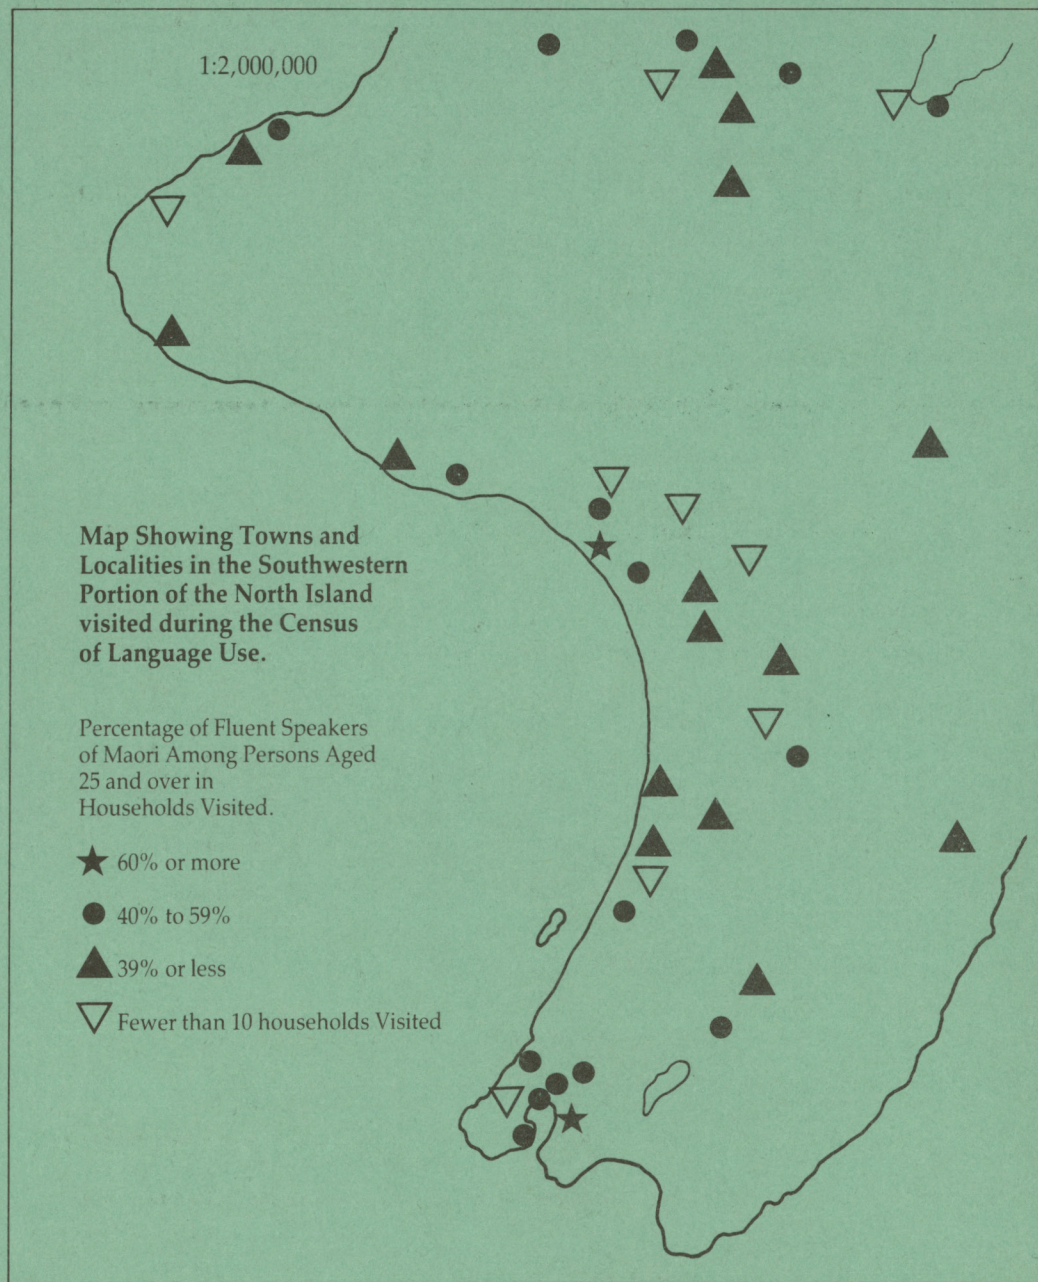 1:2,000,000
Map Showing Towns and
Localities in the Southwestern
Portion of the North Island
visited during the Census
of Language Use.
Percentage of Fluent Speakers
of Maori Among Persons Aged
25 and over in
Households Visited.
60% or more
40% to 59%
39% or less
Fewer than 10 households Visited